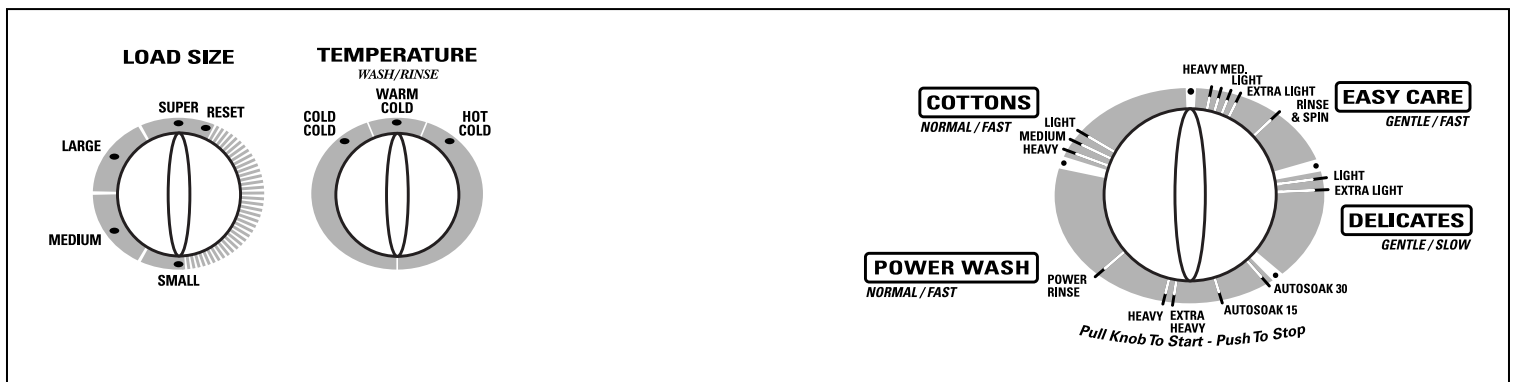 LOAD SIZE
SUPER
RESET
LARGE
MEDIUM
SMALL
TEMPERATURE
WASH/RINSE
COLD
COLD
WARM
COLD
HOT
COLD
COTTONS
NORMAL / FAST
LIGHT
MEDIUM
HEAVY
HEAVY MED.
LIGHT
EXTRA LIGHT
RINSE
& SPIN
EASY CARE
GENTLE / FAST
LIGHT
EXTRA LIGHT
DELICATES
GENTLE / SLOW
POWER WASH
NORMAL / FAST
POWER
RINSE
HEAVY
EXTRA
HEAVY
AUTOSOAK 15
AUTOSOAK 30
Pull Knob To Start - Push To Stop